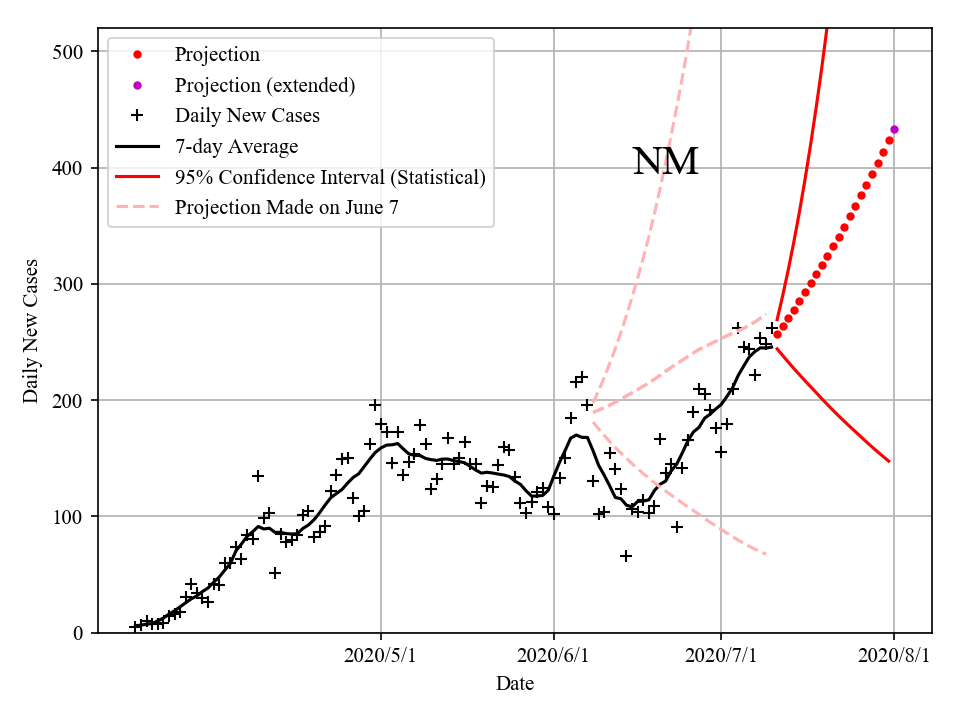 500
400
300
200
100
0
Daily New Cases
Projection
Projection (extended)
Daily New Cases
7-day Average
95% Confidence Interval (Statistical)
Projection Made on June 7
NM
2020/5/1
2020/6/1
2020/7/1
2020/8/1
Date